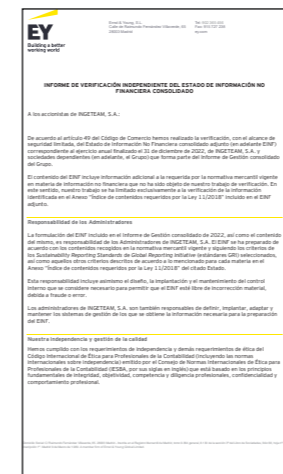 EY
Building a better
working world
Ernst & Young, S.L.
28003 Madrid
ey.com
INFORME DE VERIFICACIÓN INDEPENDIENTE DEL ESTADO DE INFORMACIÓN NO
FINANCIERA CONSOLIDADO
A los accionistas de INGETEAM, S.A.:
De acuerdo al artículo 49 del Código de Comercio hemos realizado la verificación, con el alcance de
seguridad limitada, del Estado de Información No Financiera consolidado adjunto (en adelante EINF)
correspondiente al ejercicio anual finalizado el 31 de diciembre de 2022, de INGETEAM, S.A. y
sociedades dependientes (en adelante, el Grupo) que forma parte del Informe de Gestión consolidado
del Grupo.
El contenido del EINF incluye información adicional a la requerida por la normativa mercantil vigente
en materia de información no financiera que no ha sido objeto de nuestro trabajo de verificación. En
este sentido, nuestro trabajo se ha limitado exclusivamente a la verificación de la información
identificada en el Anexo "Índice de contenidos requeridos por la Ley 11/2018" incluido en el EINF
adjunto.
Responsabilidad de los Administradores
La formulación del EINF incluido en el Informe de Gestión consolidado de 2022, así como el contenido
del mismo, es responsabilidad de los Administradores de INGETEAM, S.A. El EINF se ha preparado de
acuerdo con los contenidos recogidos en la normativa mercantil vigente y siguiendo los criterios de
los Sustainability Reporting Standards de Global Reporting Initiative (estándares GRI) seleccionados,
así como aquellos otros criterios descritos de acuerdo a lo mencionado para cada materia en el
Anexo "Índice de contenidos requeridos por la Ley 11/2018" del citado Estado.
Esta responsabilidad incluye asimismo el diseño, la implantación y el mantenimiento del control
interno que se considere necesario para permitir que el EINF esté libre de incorrección material,
debida a fraude o error.
Los administradores de INGETEAM, S.A. son también responsables de definir, implantar, adaptar y
mantener los sistemas de gestión de los que se obtiene la información necesaria para la preparación
del EINF.
Nuestra independencia y gestión de la calidad
Hemos cumplido con los requerimientos de independencia y demás requerimientos de ética del
Código Internacional de Ética para Profesionales de la Contabilidad (incluyendo las normas
internacionales sobre independencia) emitido por el Consejo de Normas Internacionales de Ética para
Profesionales de la Contabilidad (IESBA, por sus siglas en inglés) que está basado en los principios
fundamentales de integridad, objetividad, competencia y diligencia profesionales, confidencialidad y
comportamiento profesional.